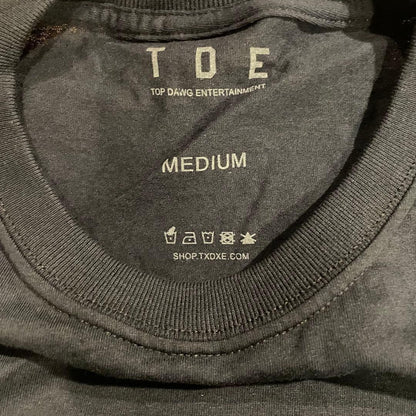 TDE
TOP DAWG ENTERTAINMENT
MEDIUM
SHOP.TXDXE.COM